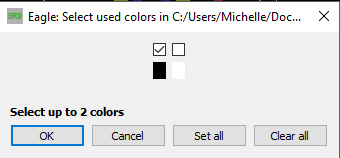 BRD
Eagle: Select used colors in C:/Users/Michelle/Doc...
Select up to 2 colors
OK
Cancel
Set all
Clear all